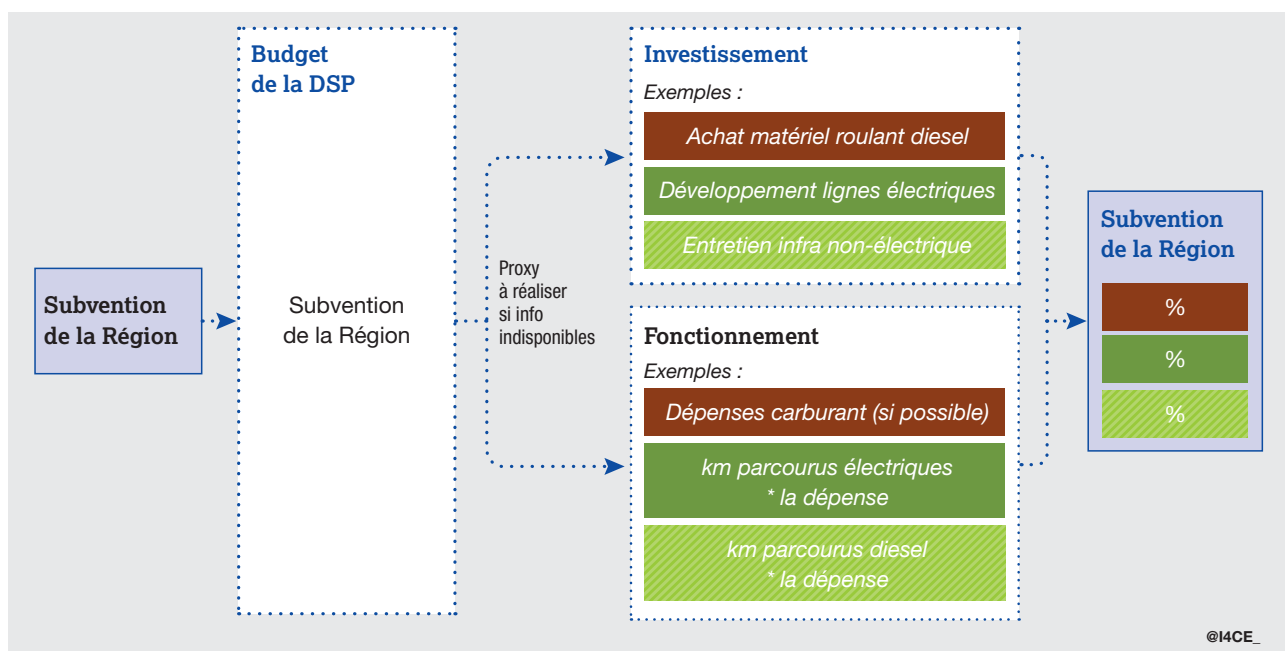 Subvention
de la Région
Budget
de la DSP
Subvention
de la Région
Proxy
à réaliser
si info
indisponibles
Investissement
Exemples :
Achat matériel roulant diesel
Développement lignes électriques
Entretien infra non-électrique
Fonctionnement
Exemples :
Dépenses carburant (si possible)
km parcourus électriques
* la dépense
km parcourus diesel
* la dépense
Subvention
de la Région
%
%
%
@I4CE_